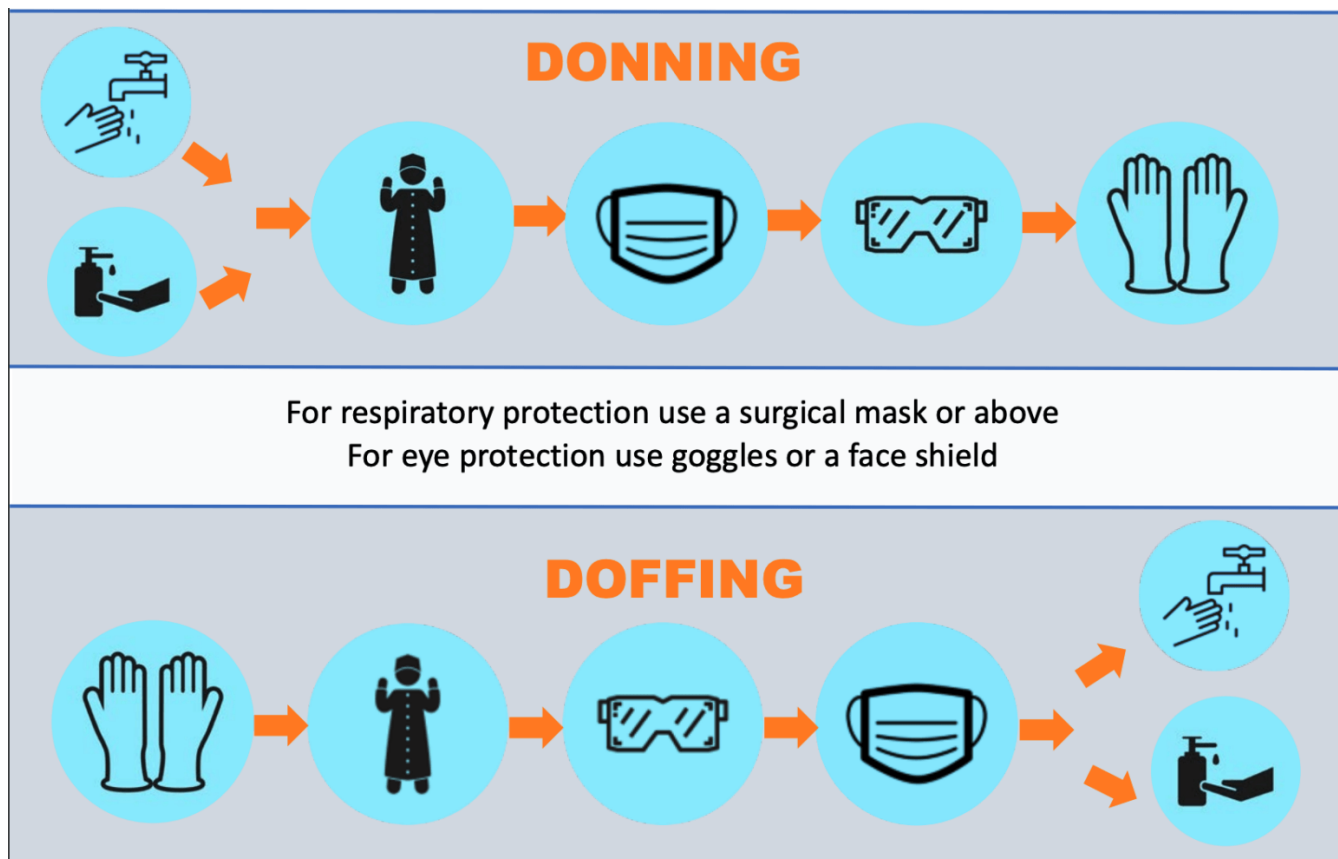 DONNING
For respiratory protection use a surgical mask or above
For eye protection use goggles or a face shield
DOFFING